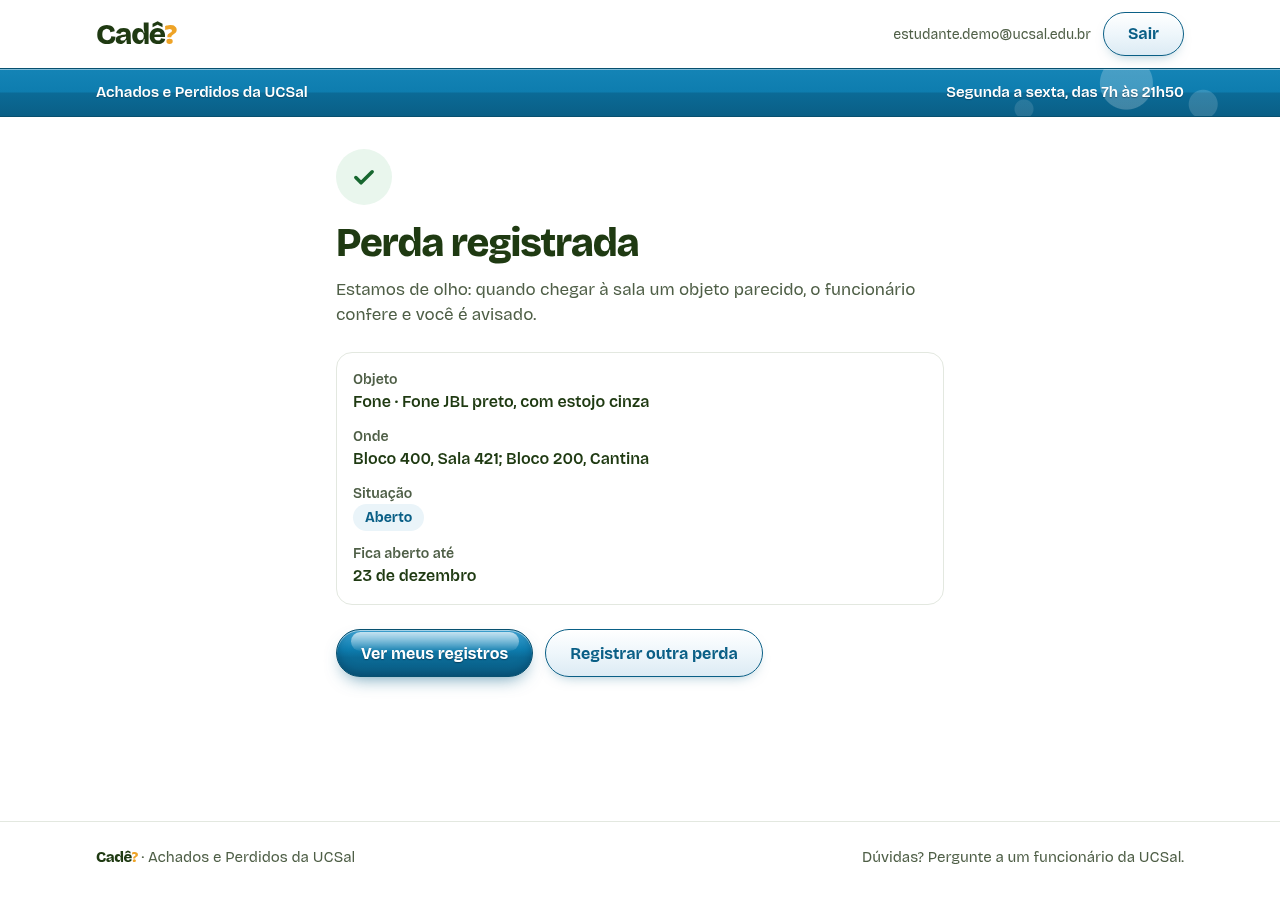 Cadê?
estudante.demo@ucsal.edu.br
Sair
Achados e Perdidos da UCSal
Segunda a sexta, das 7h às 21h50
Perda registrada
Estamos de olho: quando chegar à sala um objeto parecido, o funcionário
confere e você é avisado.
Objeto
Fone · Fone JBL preto, com estojo cinza
Onde
Bloco 400, Sala 421; Bloco 200, Cantina
Situação
Aberto
Fica aberto até
23 de dezembro
Ver meus registros
Registrar outra perda
Cadê? · Achados e Perdidos da UCSal
Dúvidas? Pergunte a um funcionário da UCSal.